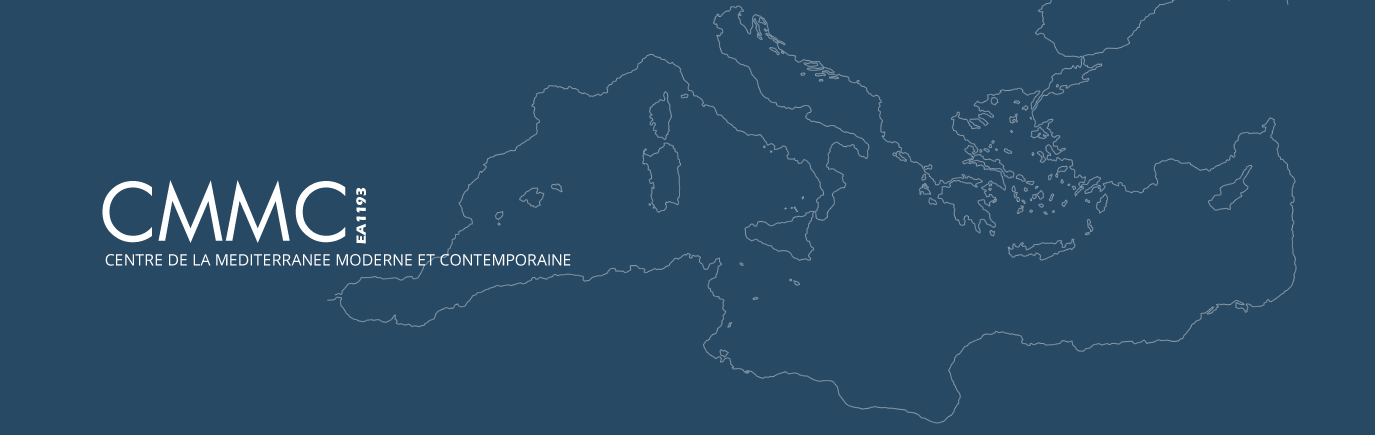 CMMC EA1193
CENTRE DE LA MEDITERRANEE MODERNE ET CONTEMPORAINE